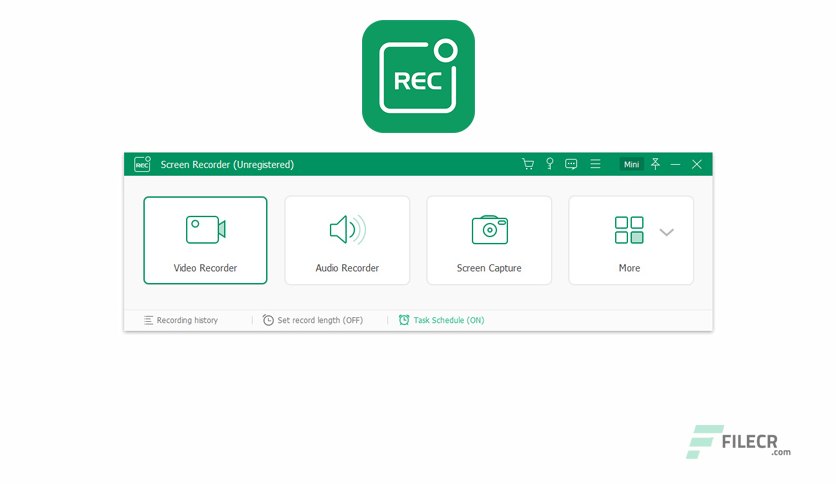 REC
REC
Screen Recorder (Unregistered)
Mini
Video Recorder
Audio Recorder
Screen Capture
More
Recording history
Set record length (OFF)
Task Schedule (ON)
FILECR
.com